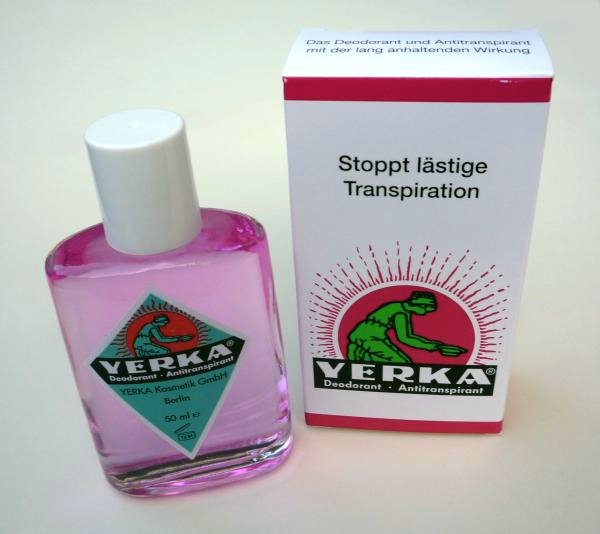 Das Deodorant und Antitranspirant
mit der lang anhaltenden Wirkung
Stoppt lästige
Transpiration
YERKA®
Deodorant · Antitranspirant
YERKA®
Deodorant · Antitranspirant
YERKA Kosmetik GmbH
Berlin
50 ml ℮
12M